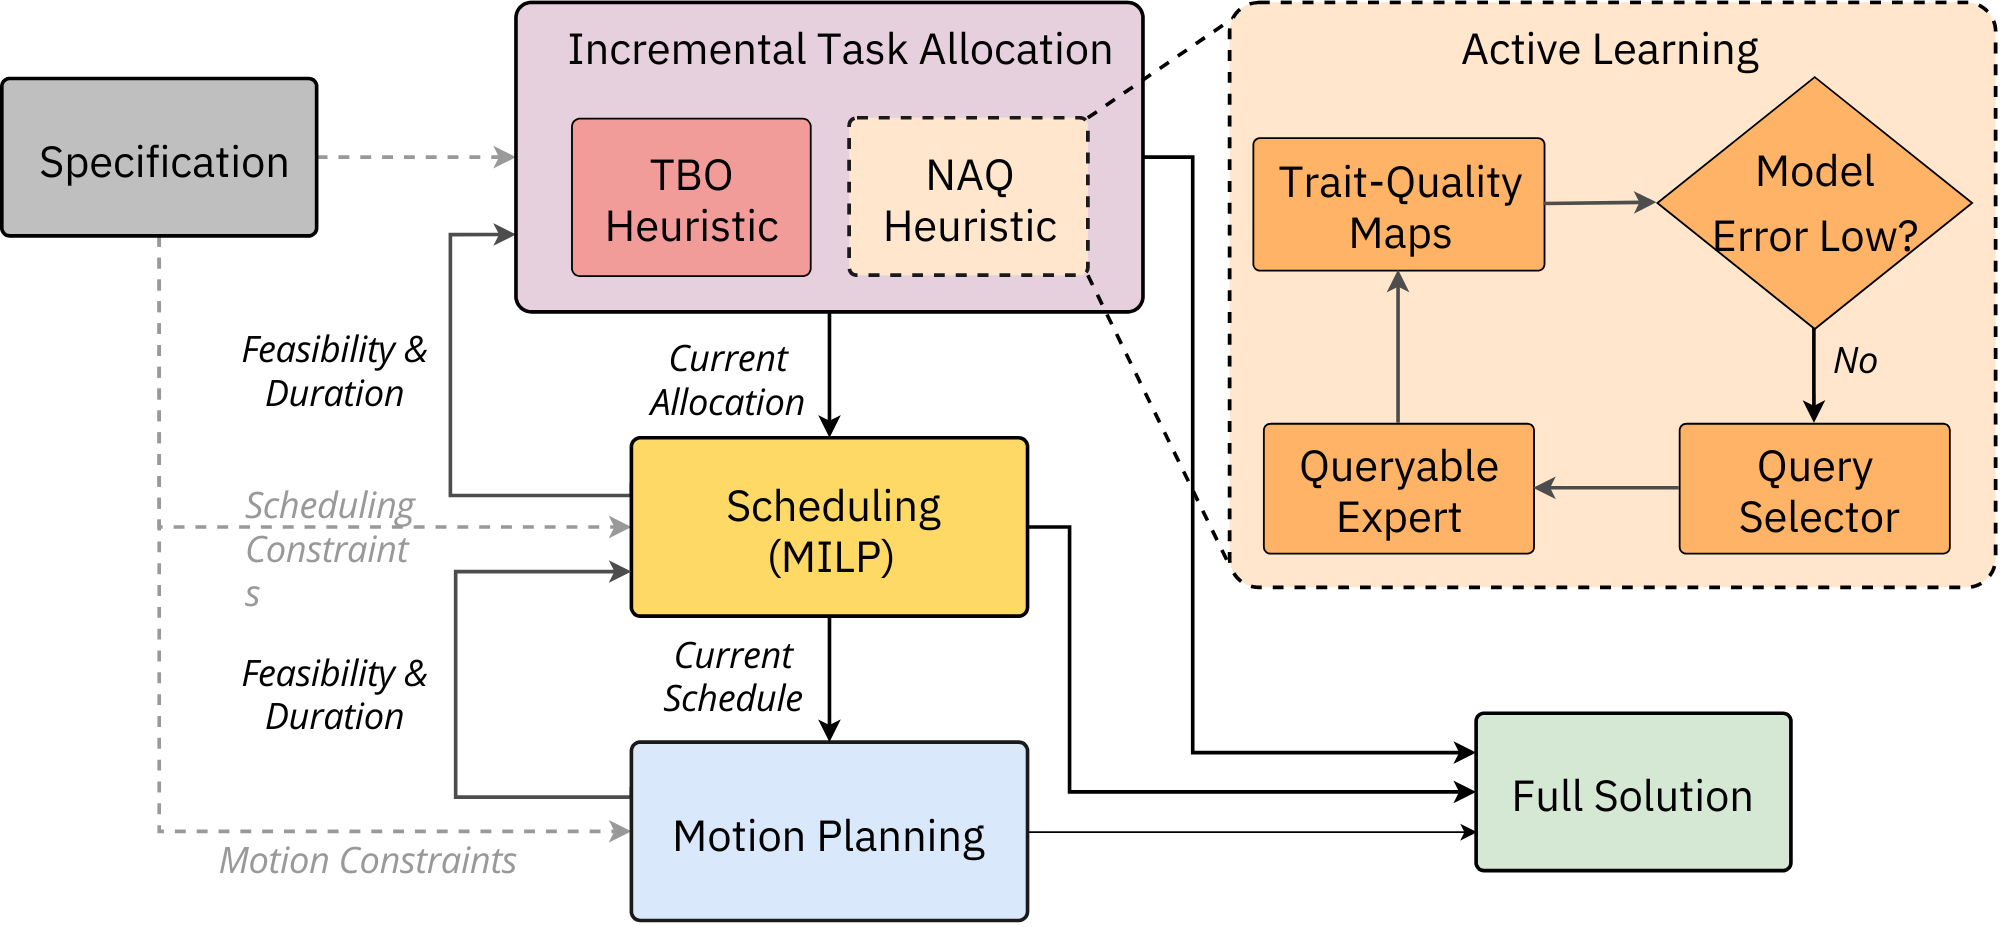 Incremental Task Allocation
Active Learning
Specification
TBO
Heuristic
NAQ
Heuristic
Trait-Quality
Maps
Model
Error Low?
Feasibility &
Duration
Current
Allocation
No
Scheduling
Constraint
s
Scheduling
(MILP)
Queryable
Expert
Query
Selector
Feasibility &
Duration
Current
Schedule
Motion Planning
Motion Constraints
Full Solution